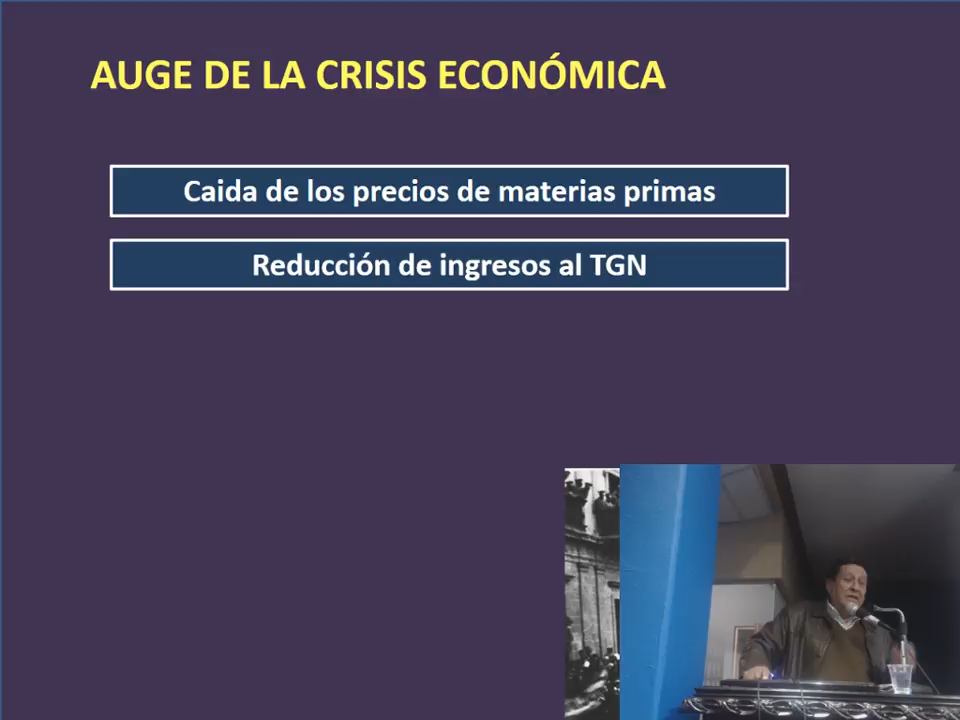 AUGE DE LA CRISIS ECONÓMICA
Caida de los precios de materias primas
Reducción de ingresos al TGN